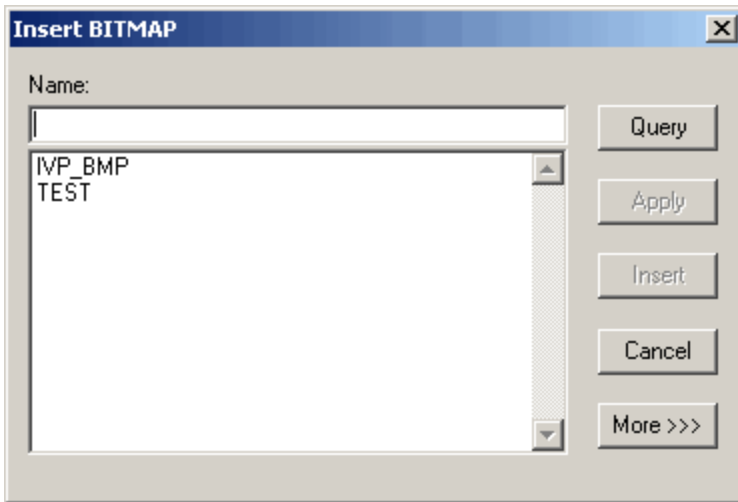 Insert BITMAP
Name:
Query
IVP_BMP
TEST
Apply
Insert
Cancel
More >>>